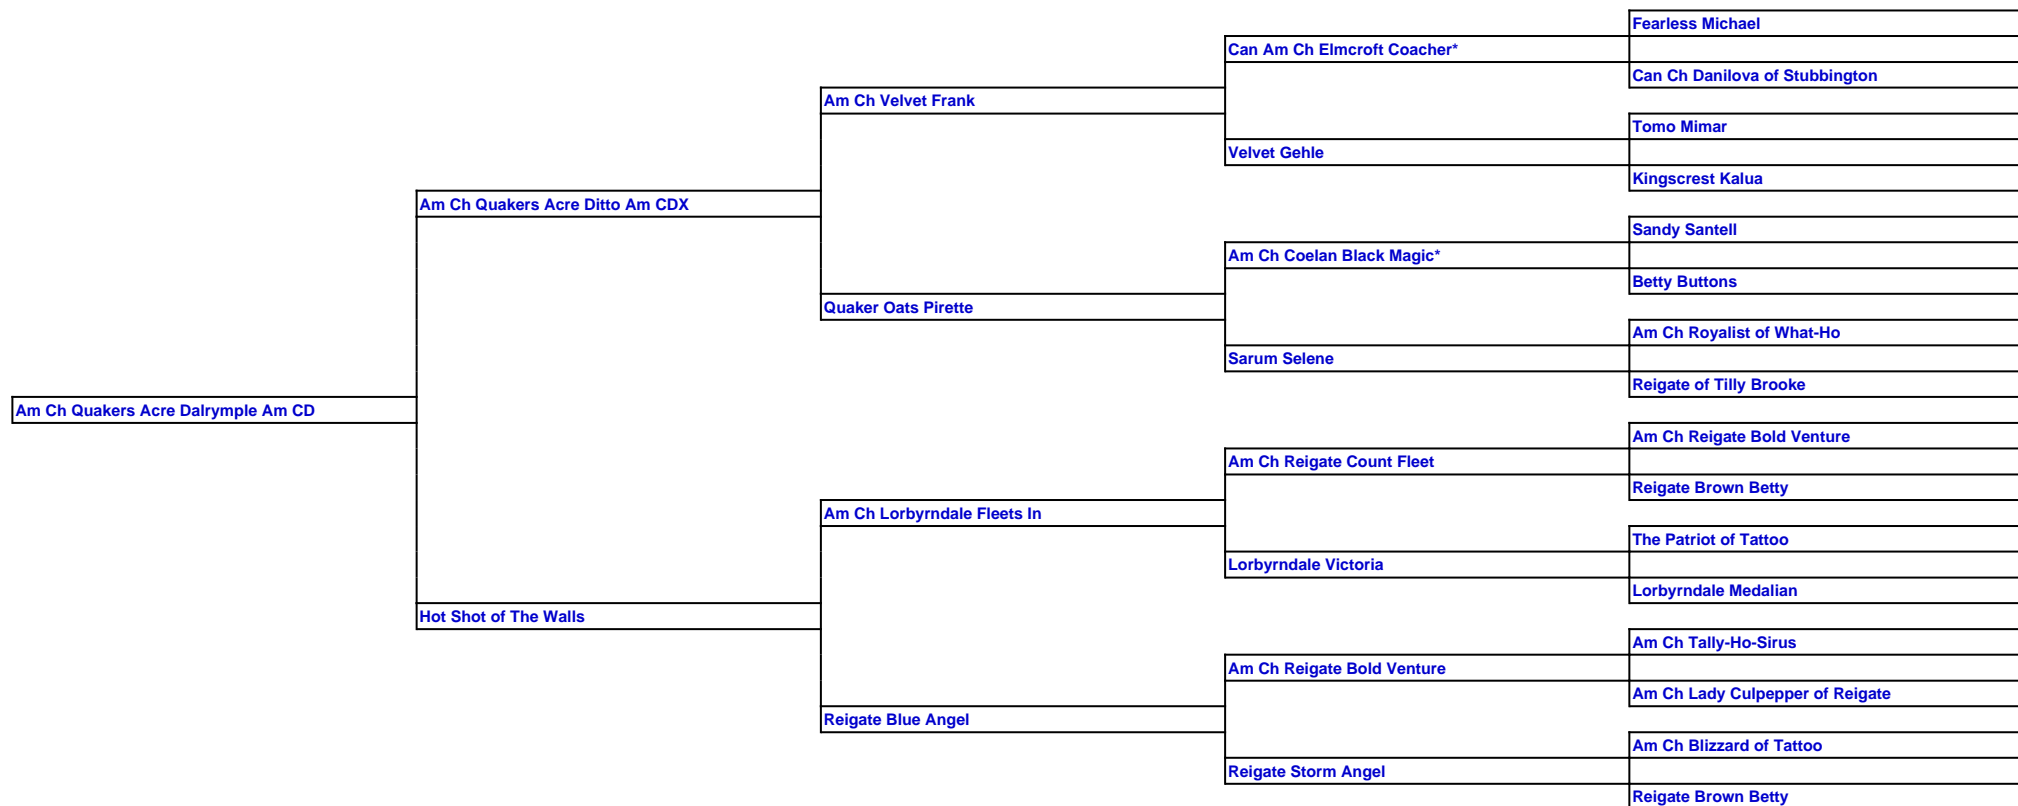 Fearless Michael
Can Am Ch Elmcroft Coacher*
Can Ch Danilova of Stubbington
Am Ch Velvet Frank
Tomo Mimar
Velvet Gehle
Kingscrest Kalua
Am Ch Quakers Acre Ditto Am CDX
Sandy Santell
Am Ch Coelan Black Magic*
Betty Buttons
Quaker Oats Pirette
Am Ch Royalist of What-Ho
Sarum Selene
Reigate of Tilly Brooke
Am Ch Quakers Acre Dalrymple Am CD
Am Ch Reigate Bold Venture
Am Ch Reigate Count Fleet
Reigate Brown Betty
Am Ch Lorbyrndale Fleets In
The Patriot of Tattoo
Lorbyrndale Victoria
Lorbyrndale Medalian
Hot Shot of The Walls
Am Ch Tally-Ho-Sirus
Am Ch Reigate Bold Venture
Am Ch Lady Culpepper of Reigate
Reigate Blue Angel
Am Ch Blizzard of Tattoo
Reigate Storm Angel
Reigate Brown Betty